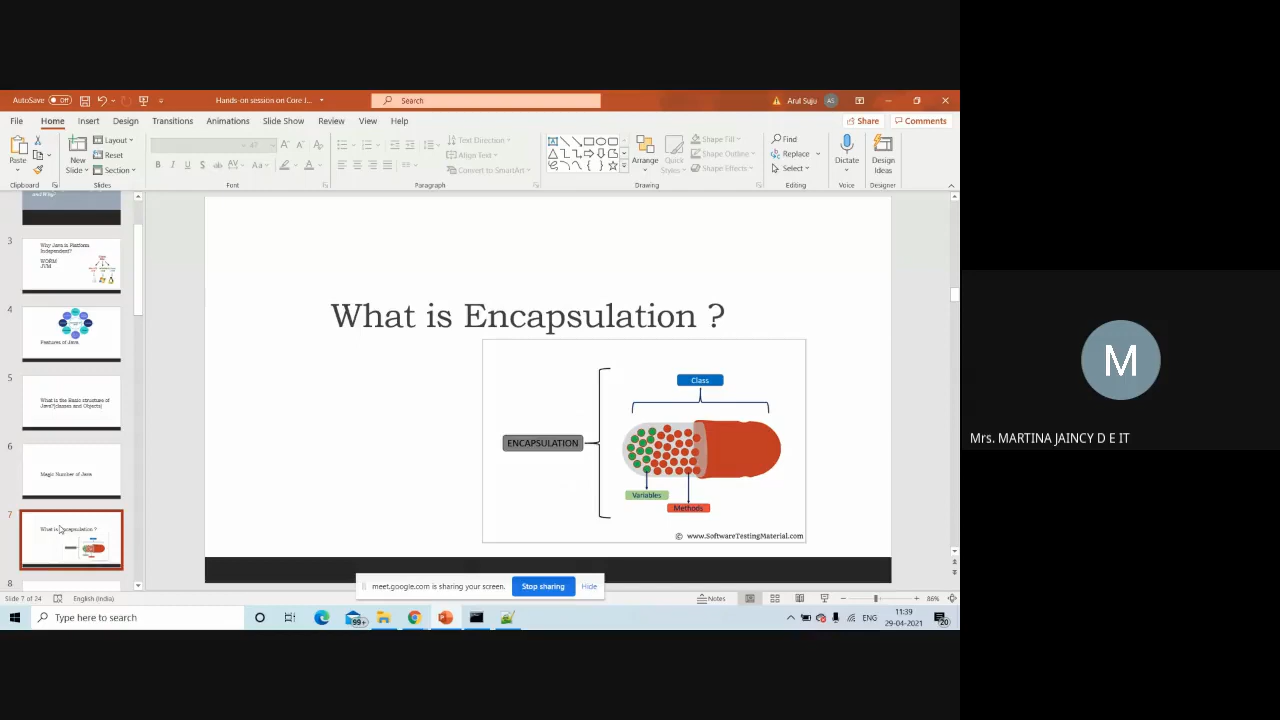 AutoSave Off
Hands-on session on Core J...
Search
Arul Suju AS
File Home Insert Design Transitions Animations Slide Show Review View Help
Share Comments
Paste
New
Slide
Layout
Reset
Section
Text Direction
Align Text
Convert to SmartArt
Arrange
Quick
Styles
Shape Fill
Shape Outline
Shape Effects
Find
Replace
Select
Dictate
Design
Ideas
Clipboard Slides Font Paragraph Drawing Editing Voice Designer
and Why?
3
Why Java is Platform
Independent?
WORM
JVM
4
Features of Java
5
What is the Basic structure of
Java?(classes and Objects)
6
Magic Number of Java
7
What is Encapsulation ?
8
What is Encapsulation ?
Class
ENCAPSULATION
Variables
Methods
© www.SoftwareTestingMaterial.com
M
Mrs. MARTINA JAINCY D E IT
meet.google.com is sharing your screen. Stop sharing Hide
Slide 7 of 24 English (India) Notes 86%
Type here to search
99+
ENG
11:39
29-04-2021
20